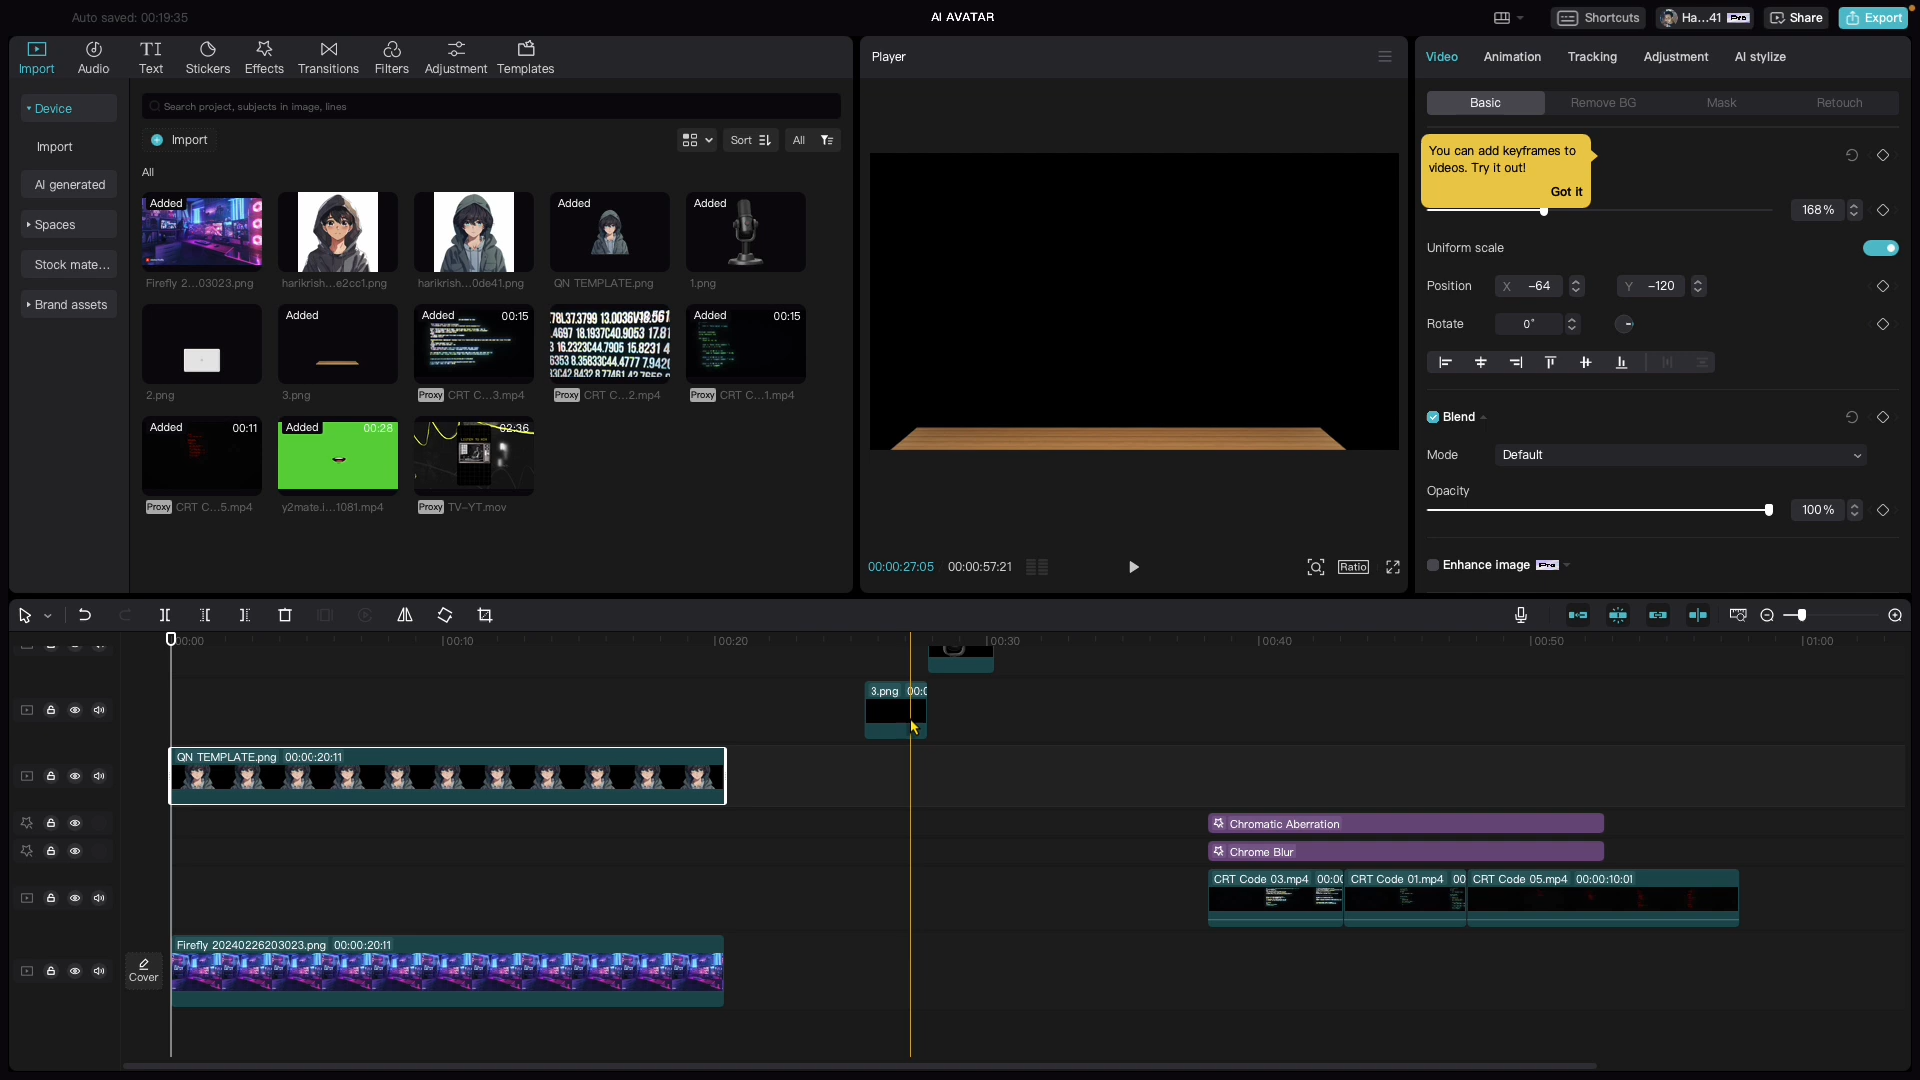 Auto saved: 00:19:35
AI AVATAR
Shortcuts
Ha...41 Pro
Share
Export
Import
Audio
Text
Stickers
Effects
Transitions
Filters
Adjustment
Templates
Device
Import
AI generated
Spaces
Stock mate...
Brand assets
Search project, subjects in image, lines
Import
Sort
All
All
Added
Added
Added
Firefly 2...03023.png
harikrish...e2cc1.png
harikrish...0de41.png
QN TEMPLATE.png
1.png
Added
Added 00:15
Added 00:15
2.png
3.png
Proxy CRT C...3.mp4
Proxy CRT C...2.mp4
Proxy CRT C...1.mp4
Added 00:11
Added 00:28
02:36
Proxy CRT C...5.mp4
y2mate.i...1081.mp4
Proxy TV-YT.mov
Player
00:00:27:05 00:00:57:21
Ratio
Video
Animation
Tracking
Adjustment
AI stylize
Basic
Remove BG
Mask
Retouch
You can add keyframes to
videos. Try it out!
Got it
168%
Uniform scale
Position X -64 Y -120
Rotate 0°
Blend
Mode Default
Opacity
100%
Enhance image Pro
00:00
00:10
00:20
00:30
00:40
00:50
01:00
3.png 00:0
QN TEMPLATE.png 00:00:20:11
Chromatic Aberration
Chrome Blur
CRT Code 03.mp4 00:00
CRT Code 01.mp4 00
CRT Code 05.mp4 00:00:10:01
Firefly 20240226203023.png 00:00:20:11
Cover